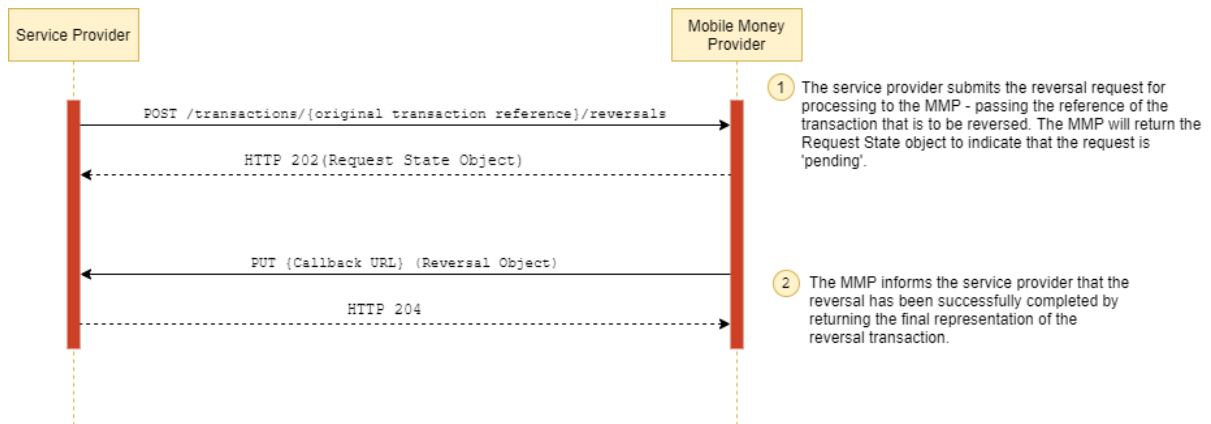 Service Provider
Mobile Money
Provider
1
The service provider submits the reversal request for
processing to the MMP - passing the reference of the
transaction that is to be reversed. The MMP will return the
Request State object to indicate that the request is
'pending'.
POST /transactions/{original transaction reference}/reversals
HTTP 202(Request State Object)
PUT {Callback URL} (Reversal Object)
2
The MMP informs the service provider that the
reversal has been successfully completed by
returning the final representation of the
reversal transaction.
HTTP 204